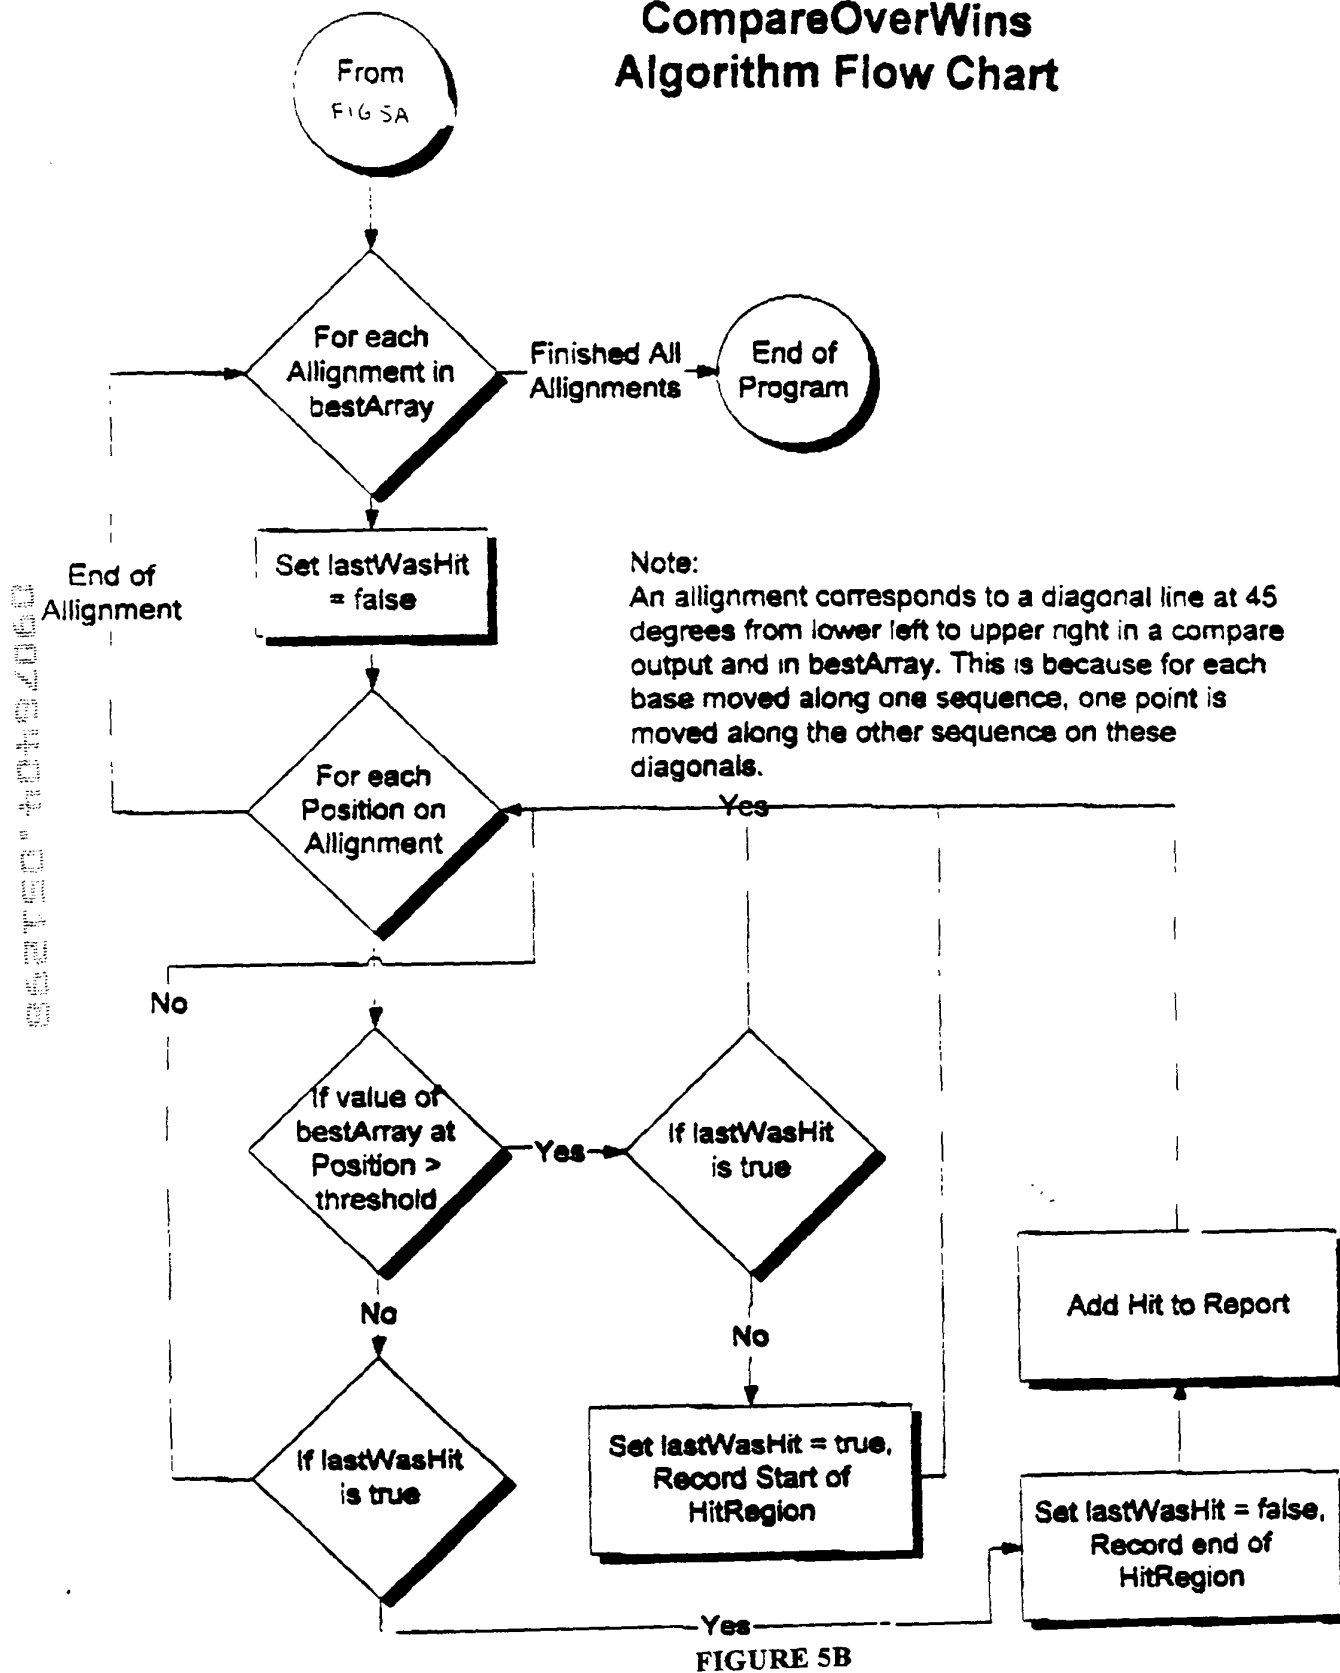 CompareOverWins
Algorithm Flow Chart
From
FIG 5A
For each
Allignment in
bestArray
Finished All
Allignments
End of
Program
Set lastWasHit
= false
End of
Allignment
Note:
An allignment corresponds to a diagonal line at 45
degrees from lower left to upper right in a compare
output and in bestArray. This is because for each
base moved along one sequence, one point is
moved along the other sequence on these
diagonals.
For each
Position on
Allignment
Yes
No
If value of
bestArray at
Position >
threshold
Yes
If lastWasHit
is true
No
No
Add Hit to Report
If lastWasHit
is true
Set lastWasHit = true,
Record Start of
HitRegion
Set lastWasHit = false,
Record end of
HitRegion
Yes
FIGURE 5B